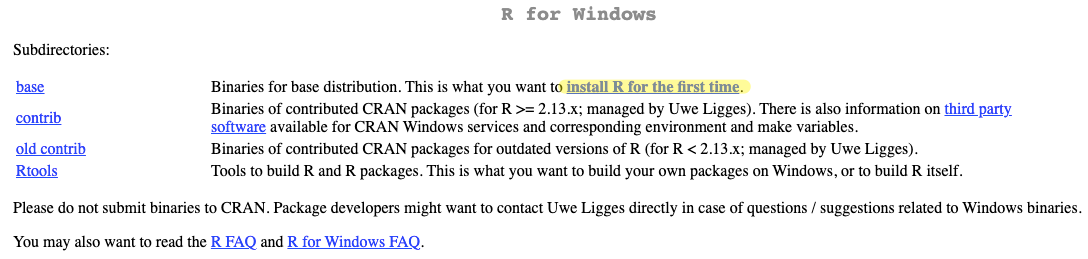 R for Windows
Subdirectories:
base Binaries for base distribution. This is what you want to install R for the first time.
contrib Binaries of contributed CRAN packages (for R >= 2.13.x; managed by Uwe Ligges). There is also information on third party
software available for CRAN Windows services and corresponding environment and make variables.
old contrib Binaries of contributed CRAN packages for outdated versions of R (for R < 2.13.x; managed by Uwe Ligges).
Rtools Tools to build R and R packages. This is what you want to build your own packages on Windows, or to build R itself.
Please do not submit binaries to CRAN. Package developers might want to contact Uwe Ligges directly in case of questions / suggestions related to Windows binaries.
You may also want to read the R FAQ and R for Windows FAQ.